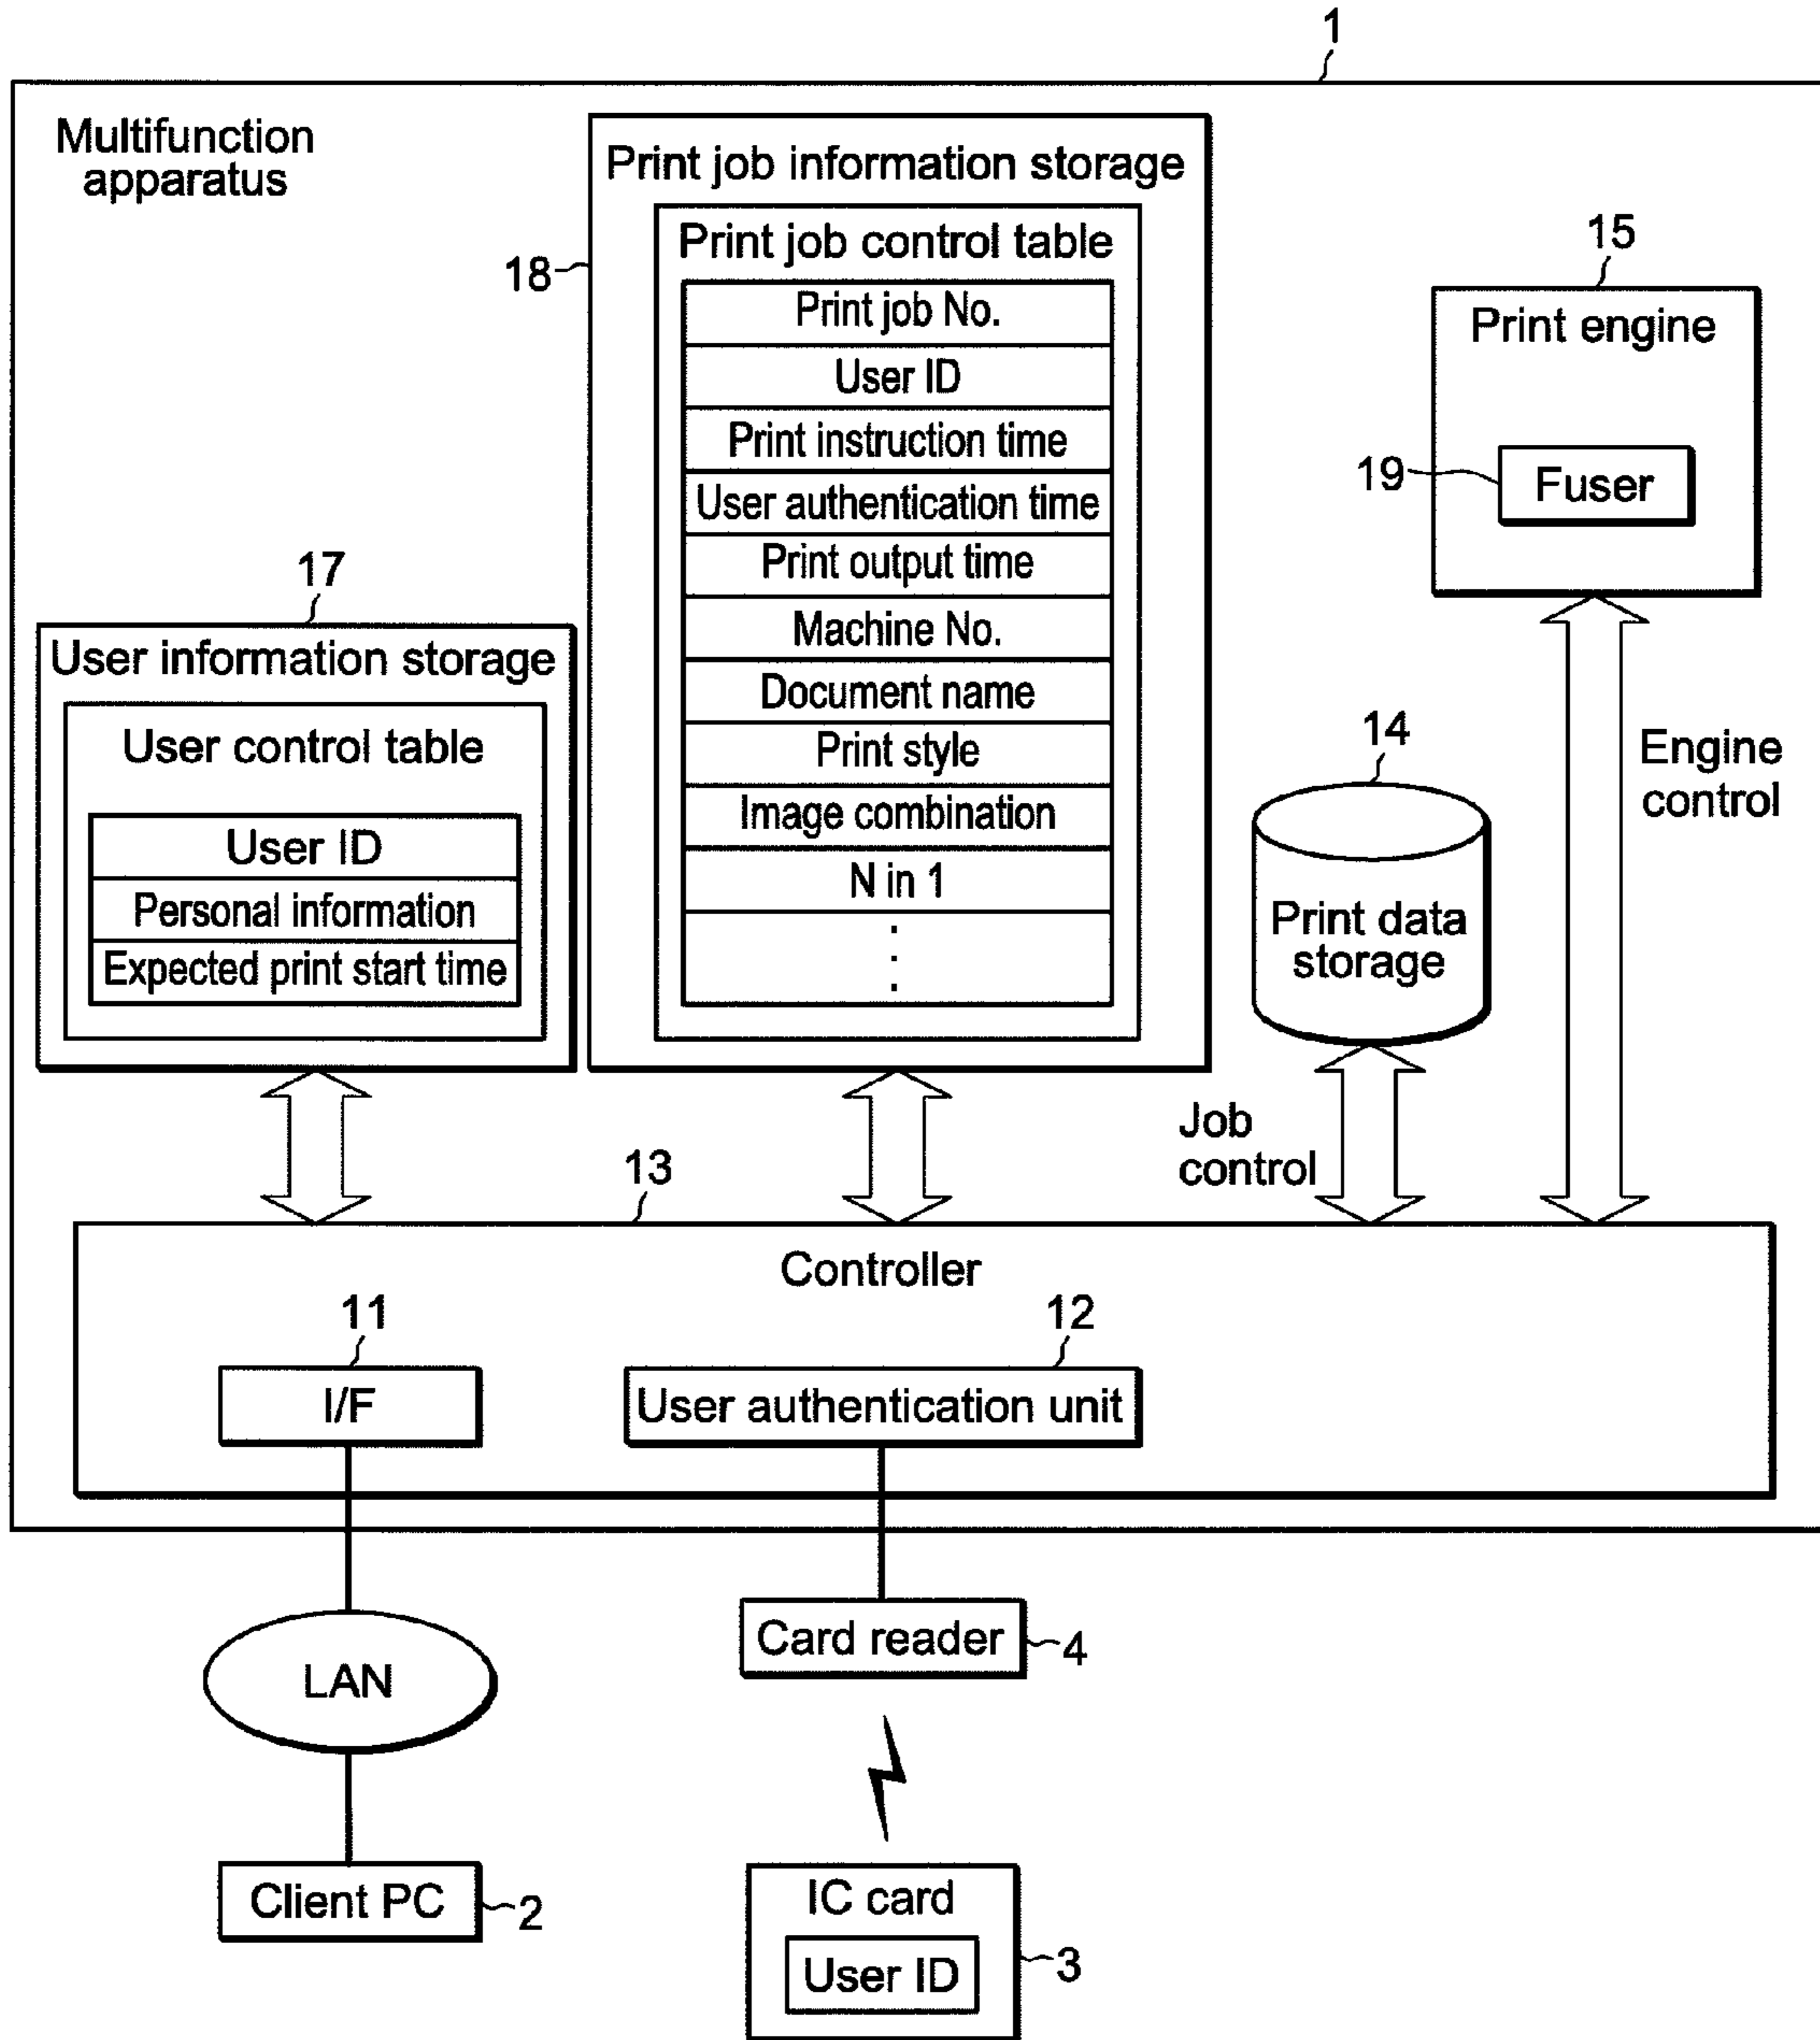 1
Multifunction
apparatus
Print job information storage
Print job control table
18
Print job No.
User ID
Print instruction time
User authentication time
Print output time
Machine No.
Document name
Print style
Image combination
N in 1
15
Print engine
19
Fuser
17
User information storage
User control table
User ID
Personal information
Expected print start time
14
Print data
storage
Engine
control
Job
control
13
Controller
11
I/F
12
User authentication unit
LAN
Card reader
4
Client PC
2
IC card
User ID
3